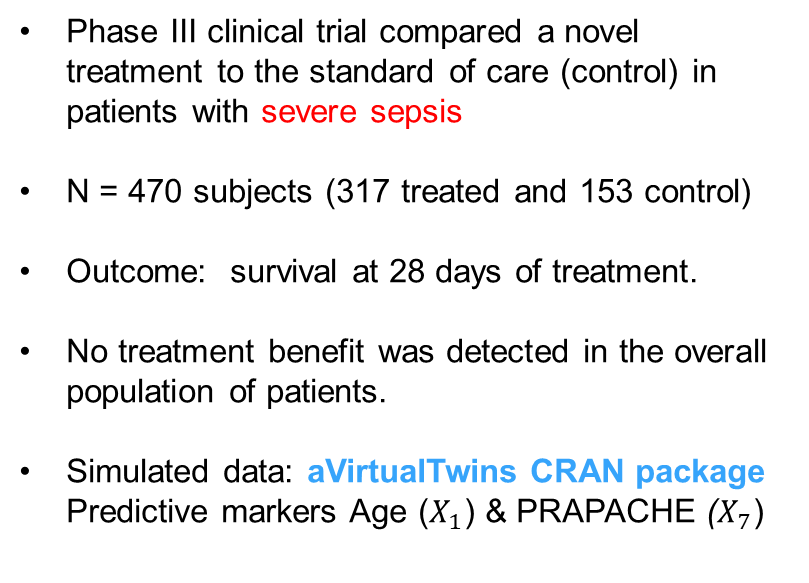 • Phase III clinical trial compared a novel
treatment to the standard of care (control) in
patients with severe sepsis
• N = 470 subjects (317 treated and 153 control)
• Outcome: survival at 28 days of treatment.
• No treatment benefit was detected in the overall
population of patients.
• Simulated data: aVirtualTwins CRAN package
Predictive markers Age (𝑋₁) & PRAPACHE (𝑋₇)